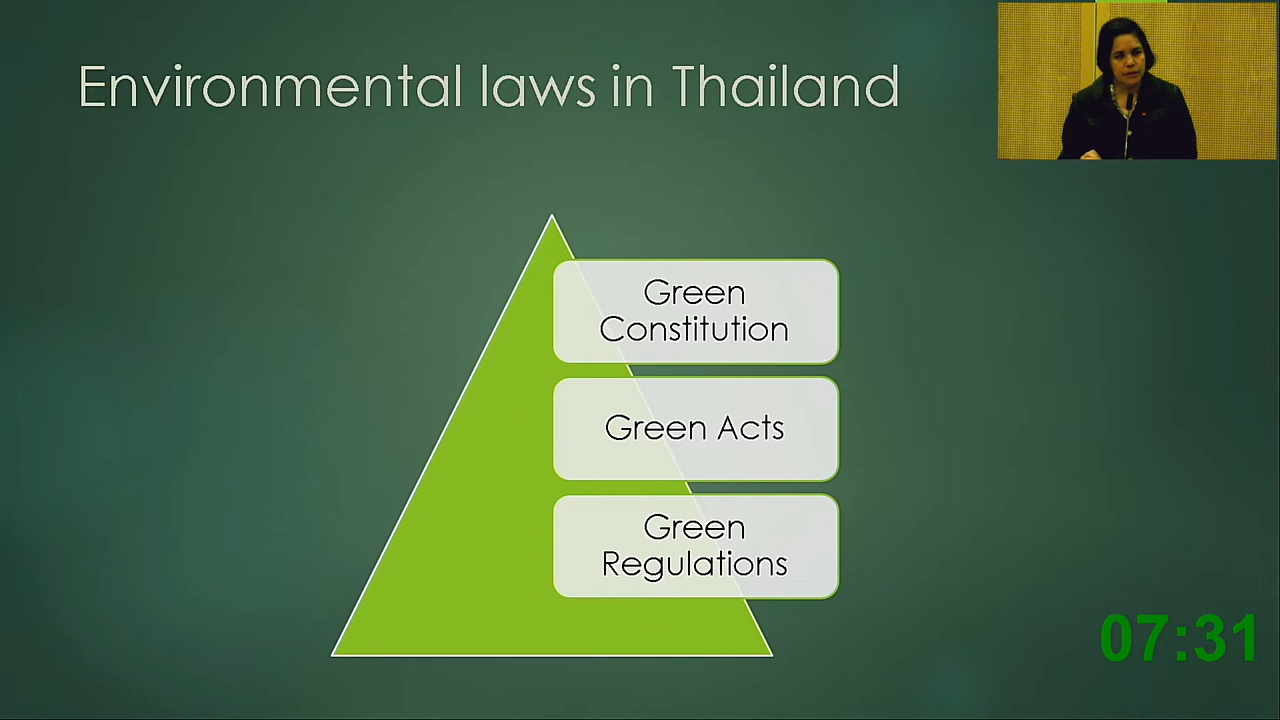 Environmental laws in Thailand
Green
Constitution
Green Acts
Green
Regulations
07:31